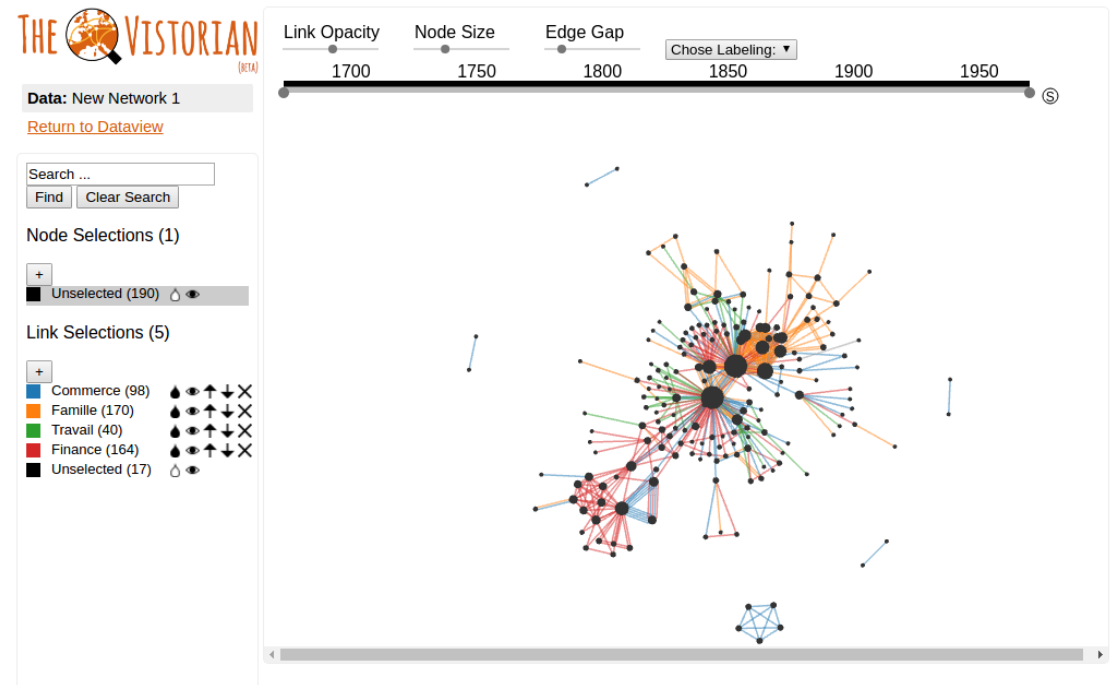 THE VISTORIAN
(BETA)
Data: New Network 1
Return to Dataview
Search ...
Find Clear Search
Node Selections (1)
+
Unselected (190)
Link Selections (5)
+
Commerce (98)
Famille (170)
Travail (40)
Finance (164)
Unselected (17)
Link Opacity Node Size Edge Gap Chose Labeling:
1700 1750 1800 1850 1900 1950
Ⓢ